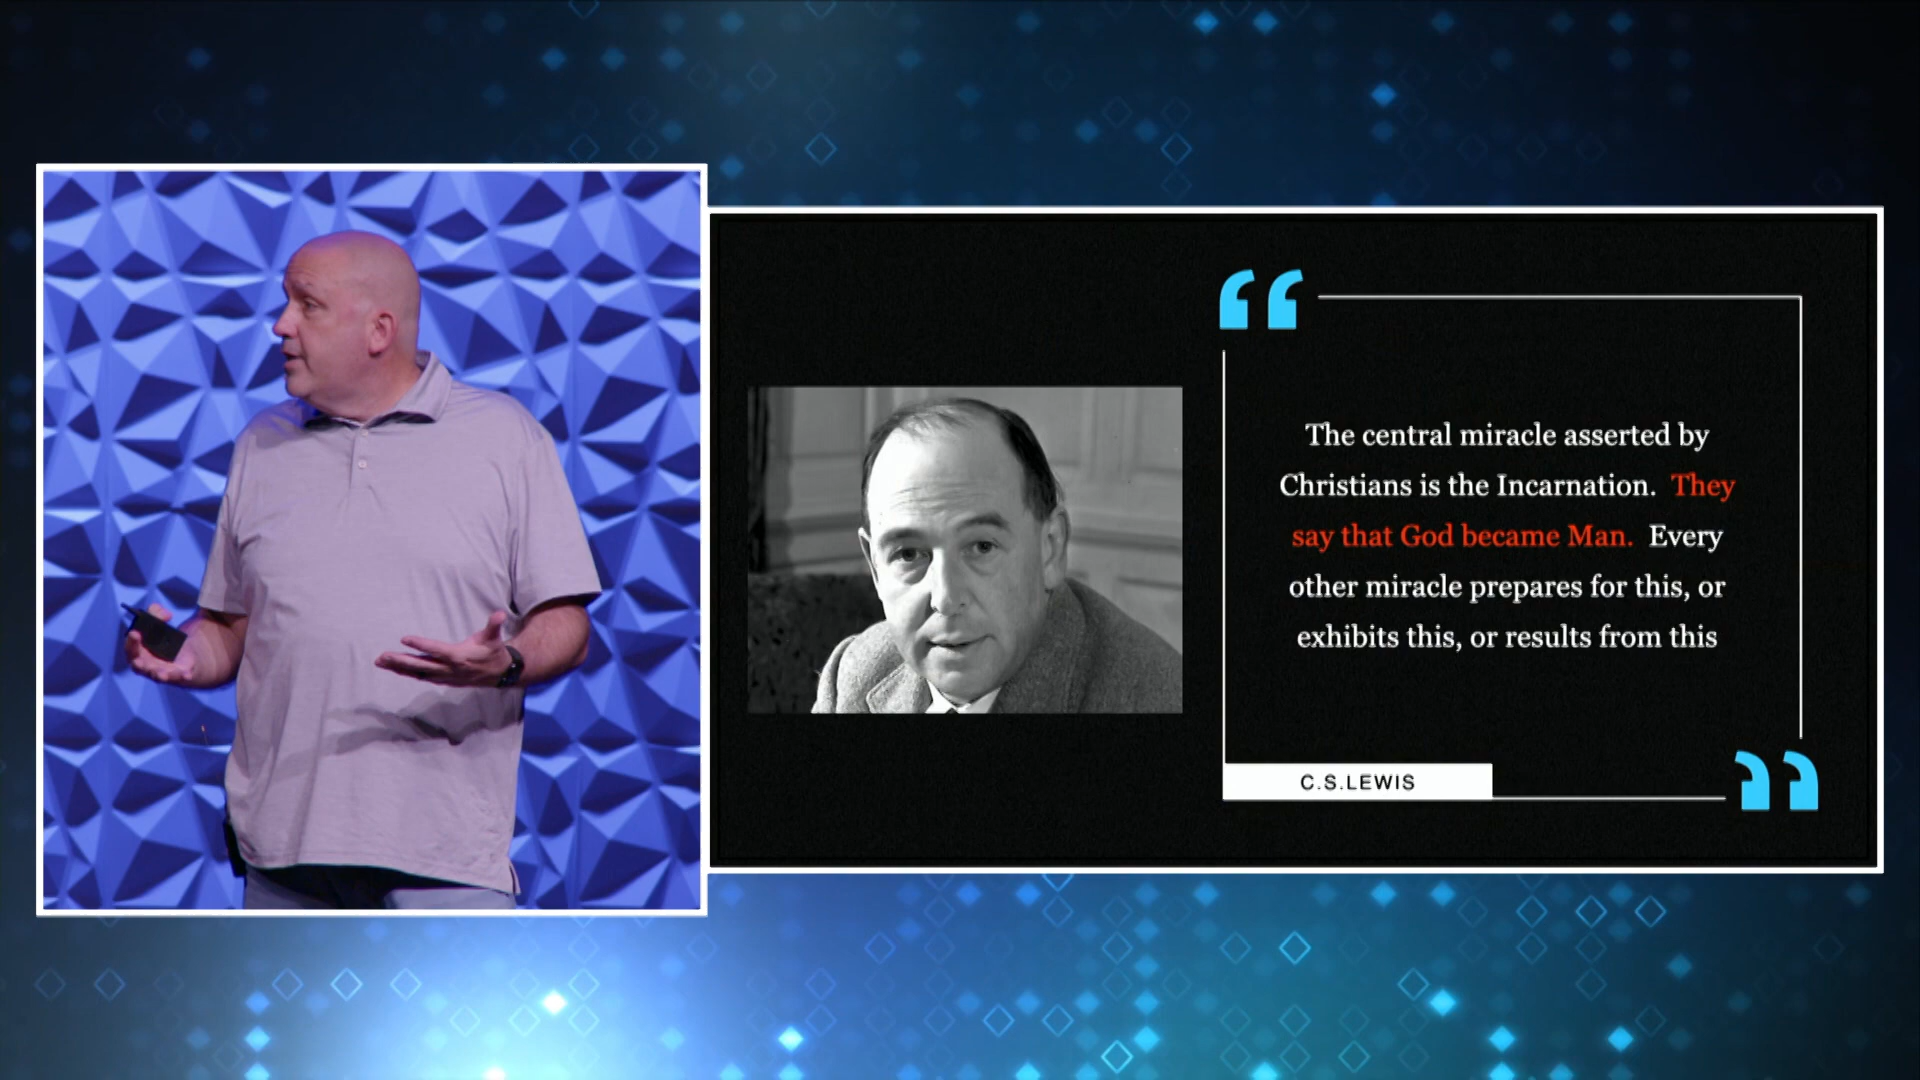 “
The central miracle asserted by
Christians is the Incarnation. They
say that God became Man. Every
other miracle prepares for this, or
exhibits this, or results from this
”
C.S.LEWIS